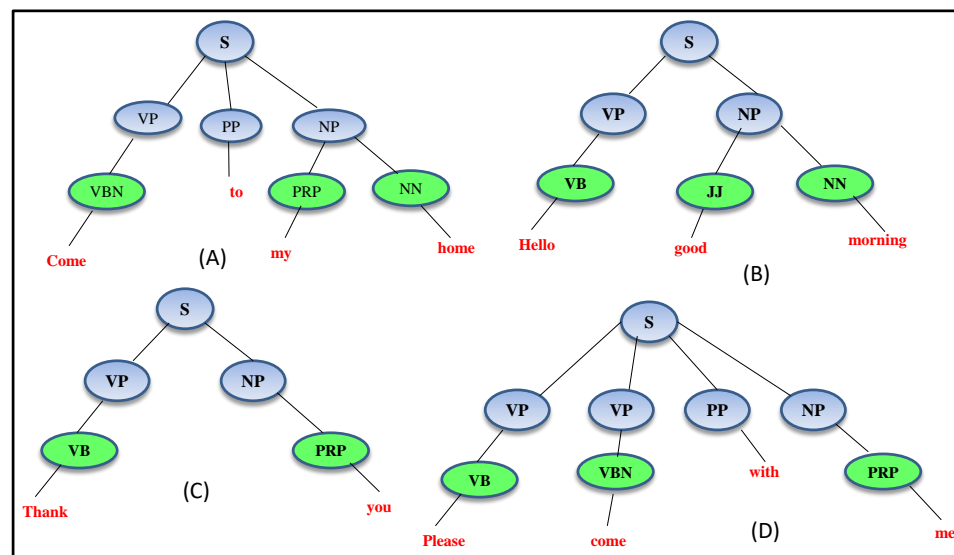 S
VP PP NP
VBN to PRP NN
Come my home
(A)
S
VP NP
VB JJ NN
Hello good morning
(B)
S
VP NP
VB PRP
Thank you
(C)
S
VP VP PP NP
VB VBN with PRP
Please come me
(D)